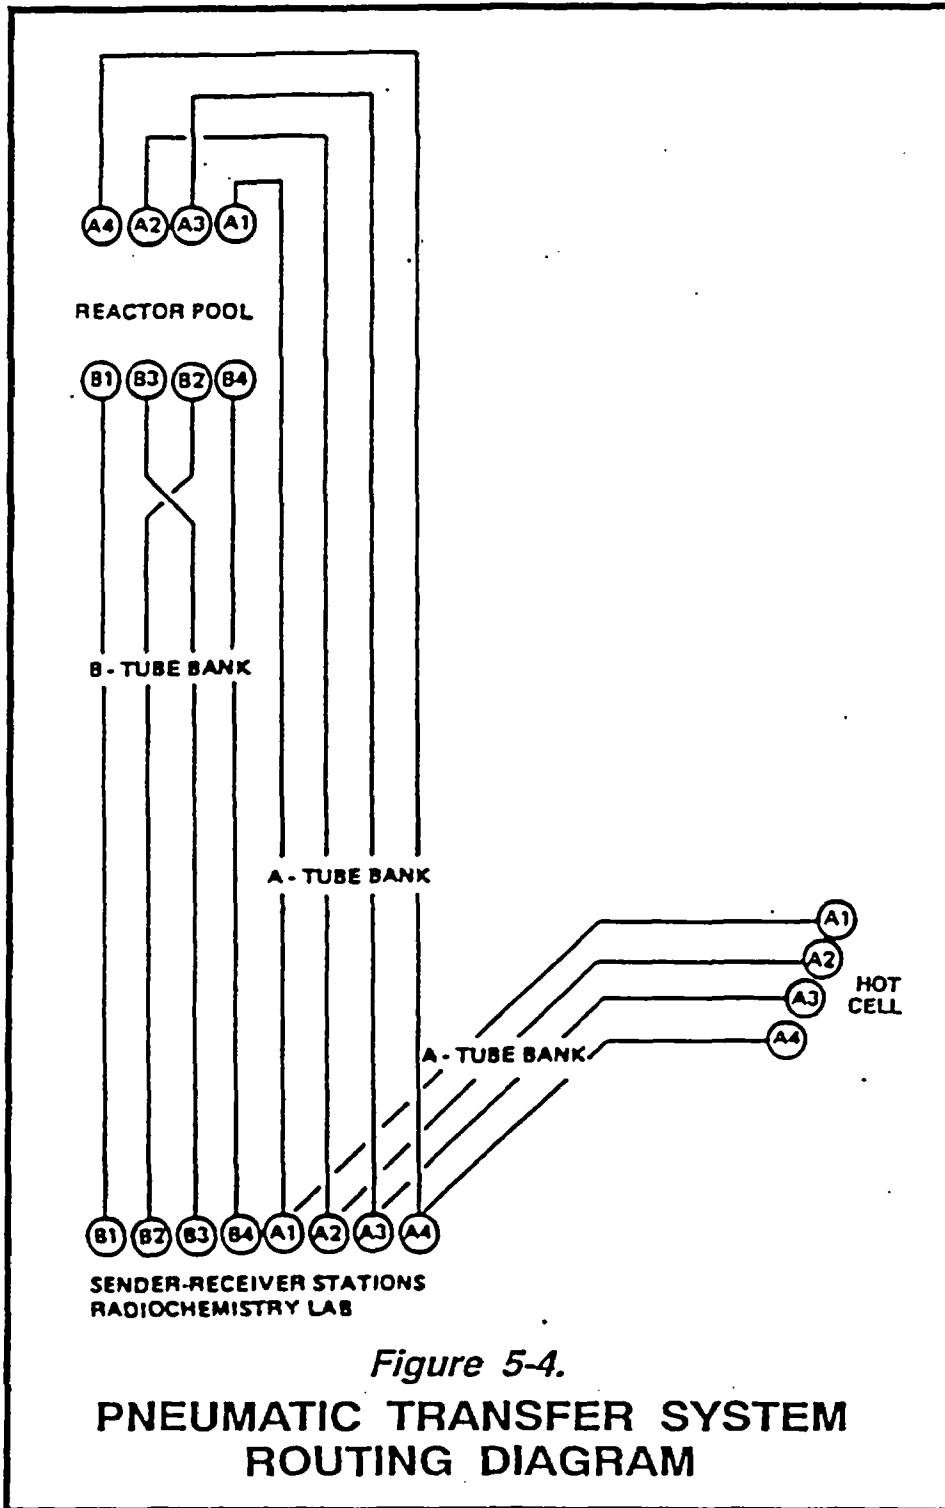 A4 A2 A3 A1
REACTOR POOL
B1 B3 B2 B4
B - TUBE BANK
A - TUBE BANK
A1
A2
HOT
CELL
A3
A4
A - TUBE BANK
B1 B2 B3 B4 A1 A2 A3 A4
SENDER-RECEIVER STATIONS
RADIOCHEMISTRY LAB
Figure 5-4.
PNEUMATIC TRANSFER SYSTEM
ROUTING DIAGRAM